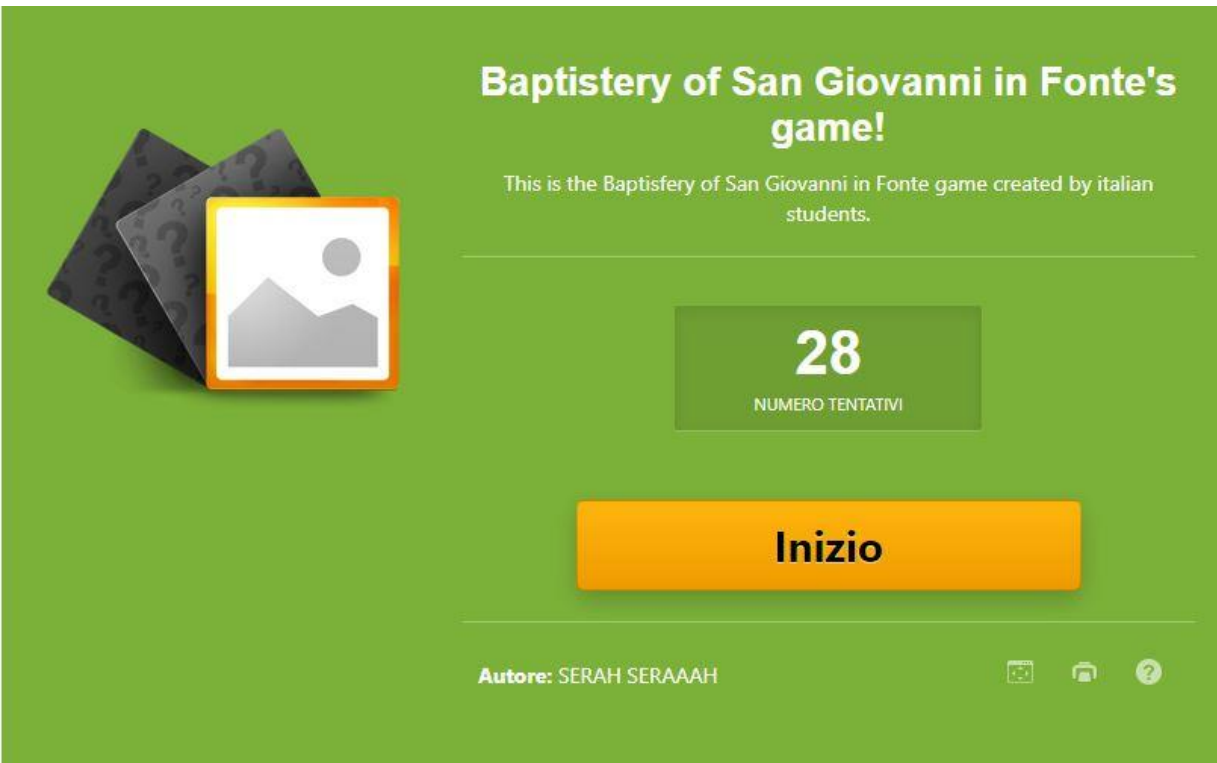 Baptistery of San Giovanni in Fonte's
game!
This is the Baptisfery of San Giovanni in Fonte game created by italian
students.
28
NUMERO TENTATIVI
Inizio
Autore: SERAH SERAAAH